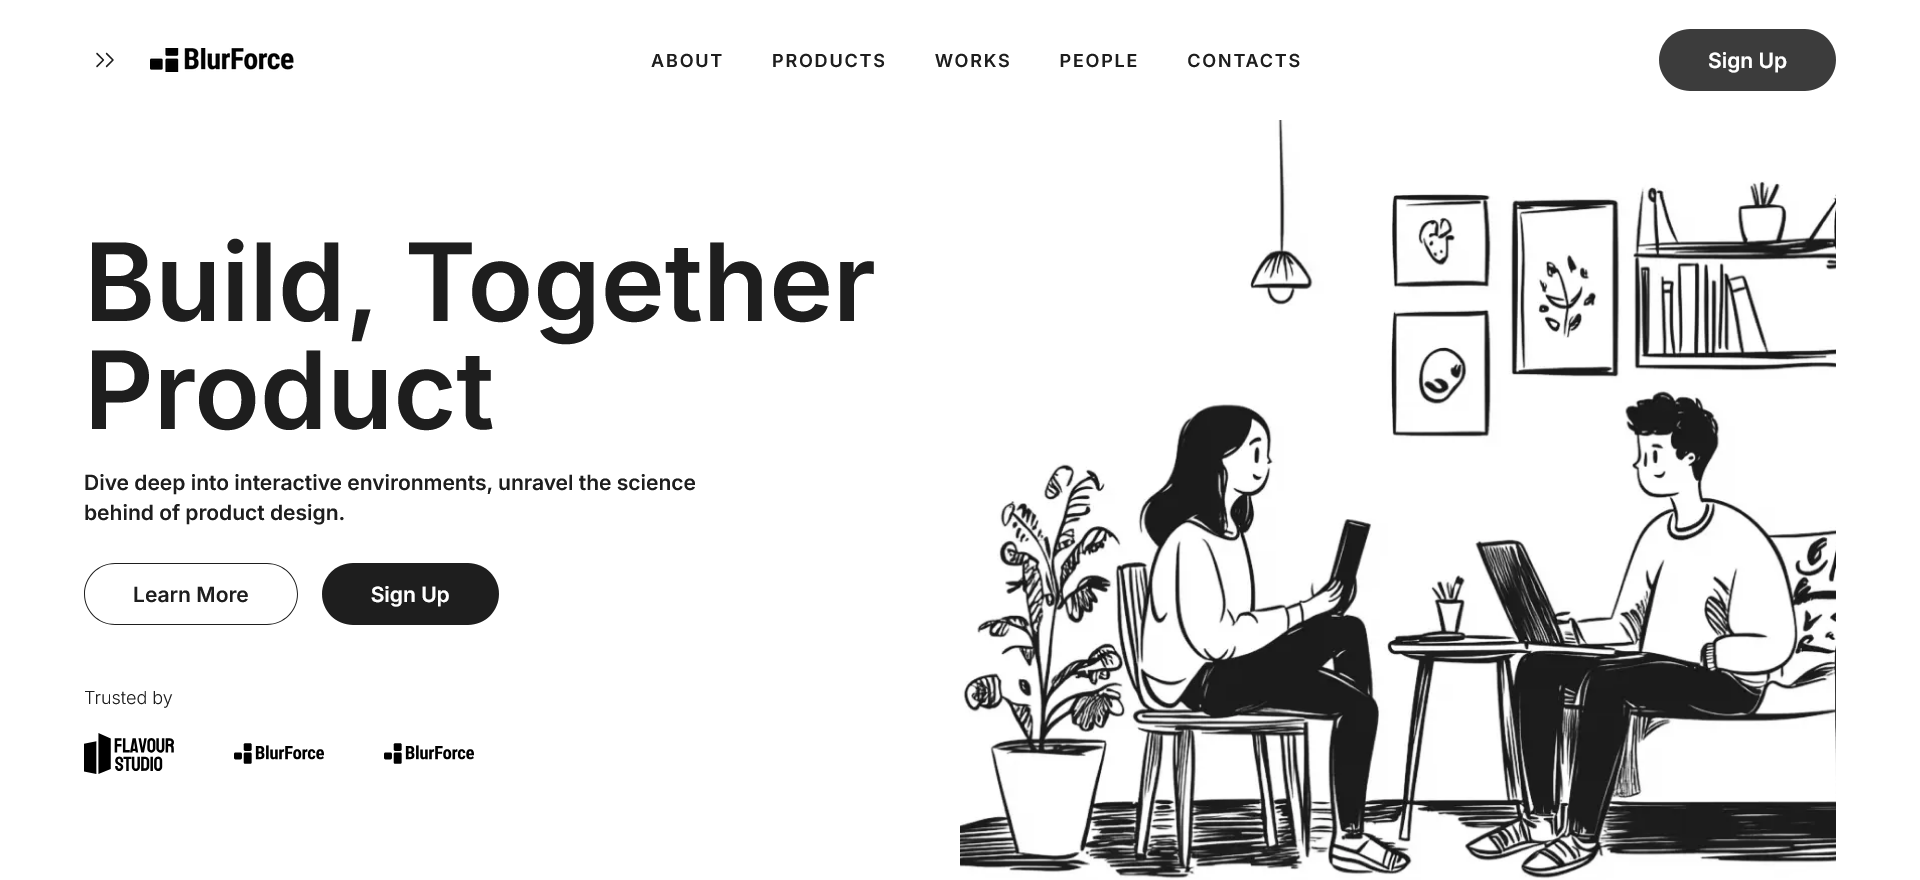 BlurForce
ABOUT PRODUCTS WORKS PEOPLE CONTACTS
Sign Up
Build, Together
Product
Dive deep into interactive environments, unravel the science
behind of product design.
Learn More
Sign Up
Trusted by
FLAVOUR
STUDIO
BlurForce
BlurForce